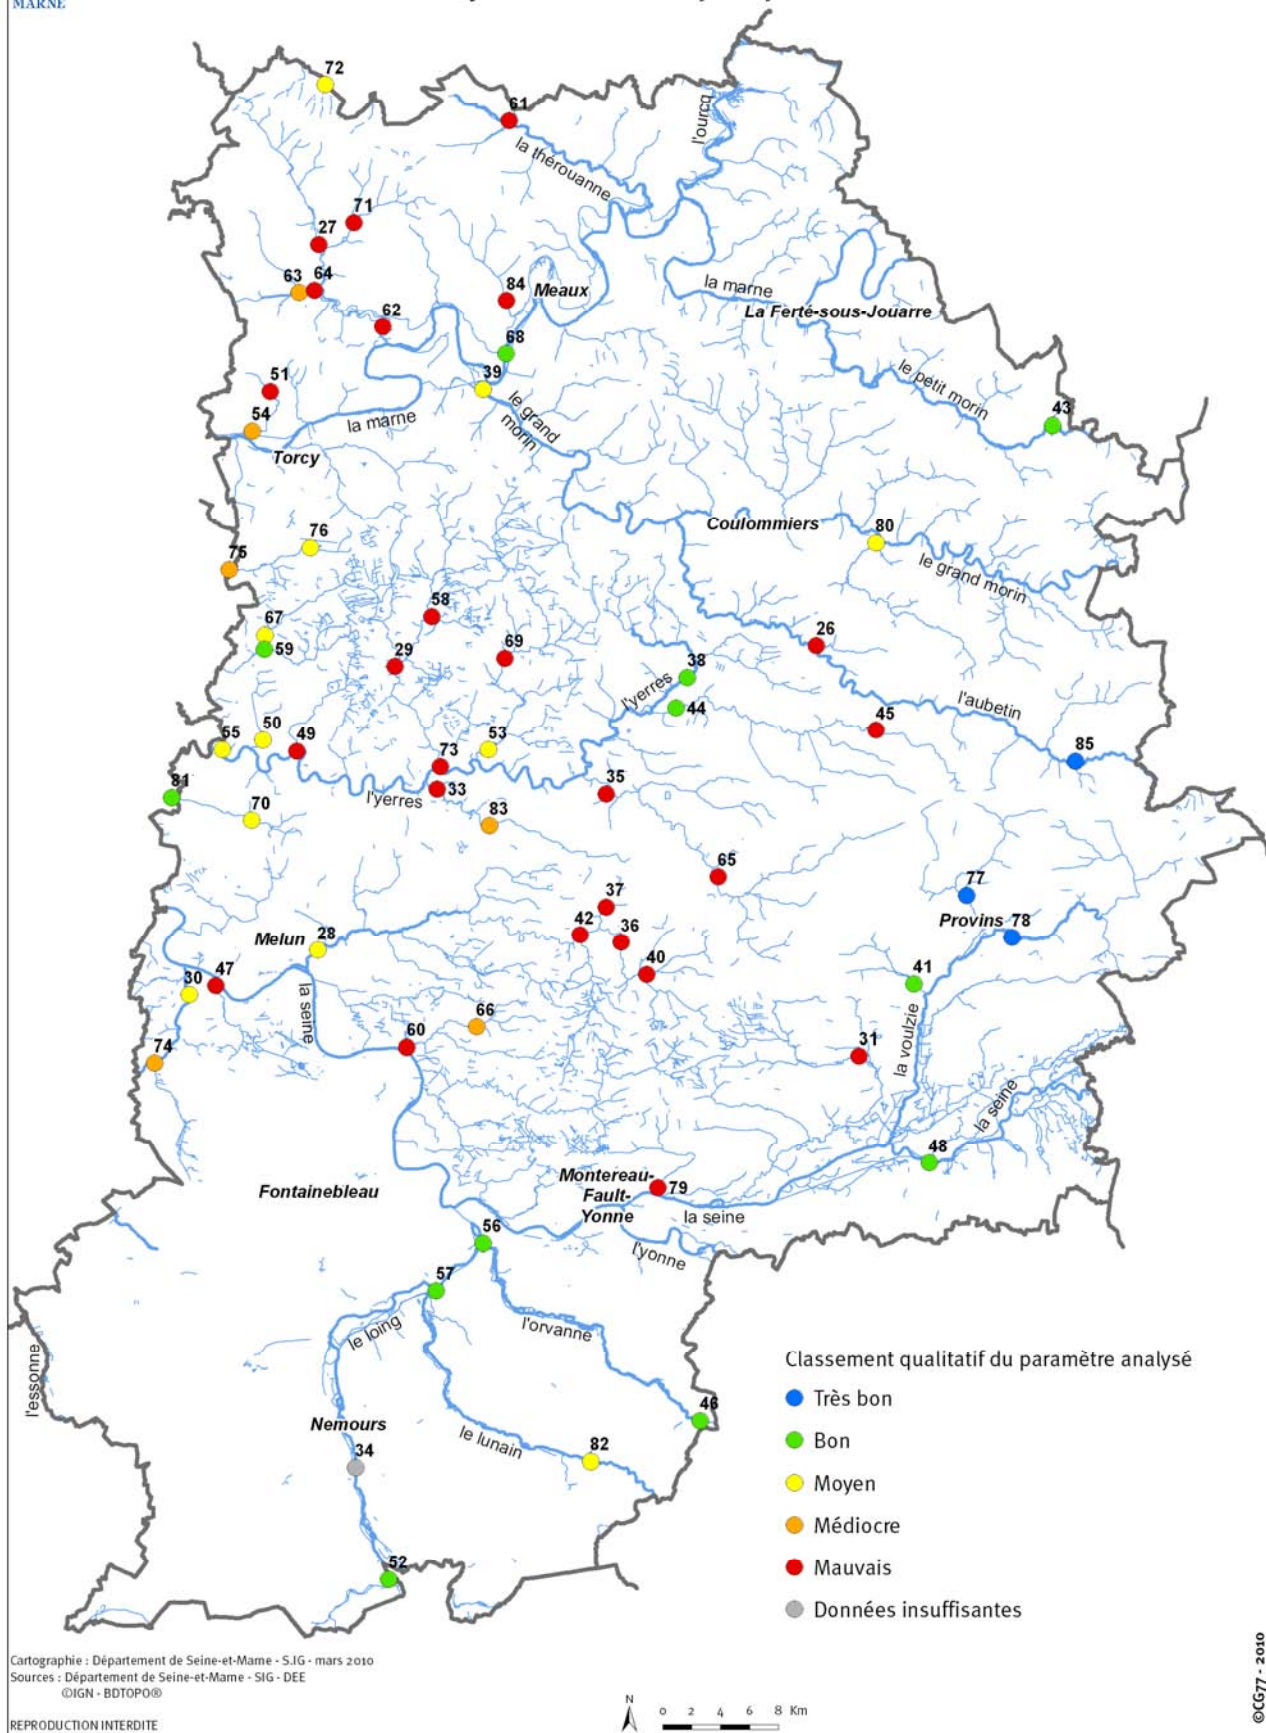 MARNE
72
61
l'ourcq
la thérouanne
71
27
63
64
84
Meaux
62
la marne
La Ferté-sous-Jouarre
68
39
51
le grand
morin
le petit morin
43
54
la marne
Torcy
Coulommiers
80
76
75
le grand morin
58
67
59
29
69
26
38
l'yerres
44
l'aubetin
45
85
50
55
49
53
73
33
35
81
l'yerres
70
83
65
77
37
42
36
Provins
78
Melun
28
40
41
30
47
la seine
66
60
31
74
la voulzie
la seine
48
Montereau-
Fault-
Yonne
79
la seine
Fontainebleau
56
l'yonne
57
le loing
l'orvanne
l'essonne
46
Nemours
34
le lunain
82
52
Classement qualitatif du paramètre analysé
Très bon
Bon
Moyen
Médiocre
Mauvais
Données insuffisantes
Cartographie : Département de Seine-et-Marne - S.IG - mars 2010
Sources : Département de Seine-et-Marne - SIG - DEE
©IGN - BDTOPO®
REPRODUCTION INTERDITE
N
0 2 4 6 8 Km
©CG77 - 2010